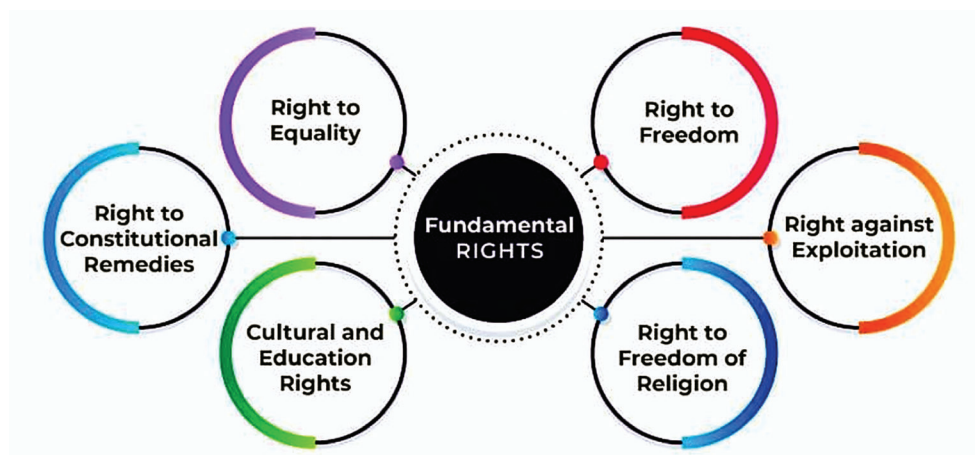 Right to
Equality
Right to
Freedom
Right to
Constitutional
Remedies
Fundamental
RIGHTS
Right against
Exploitation
Cultural and
Education
Rights
Right to
Freedom of
Religion